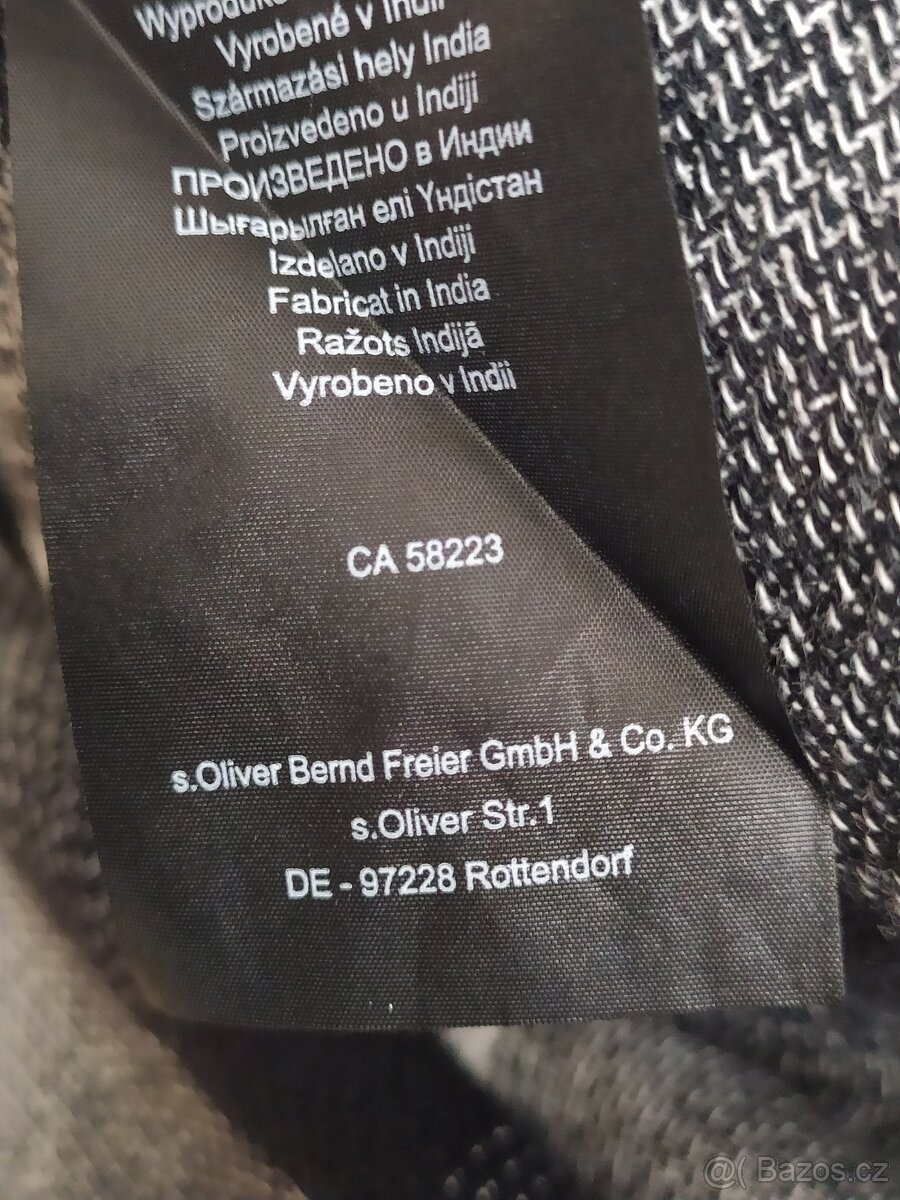 Vyrobené v Indii
Származási hely India
Proizvedeno u Indiji
ПРОИЗВЕДЕНО в Индии
Шығарылған елі Үндістан
Izdelano v Indiji
Fabricat in India
Ražots Indijā
Vyrobeno v Indii
CA 58223
s.Oliver Bernd Freier GmbH & Co. KG
s.Oliver Str.1
DE - 97228 Rottendorf
@( Bazos.cz